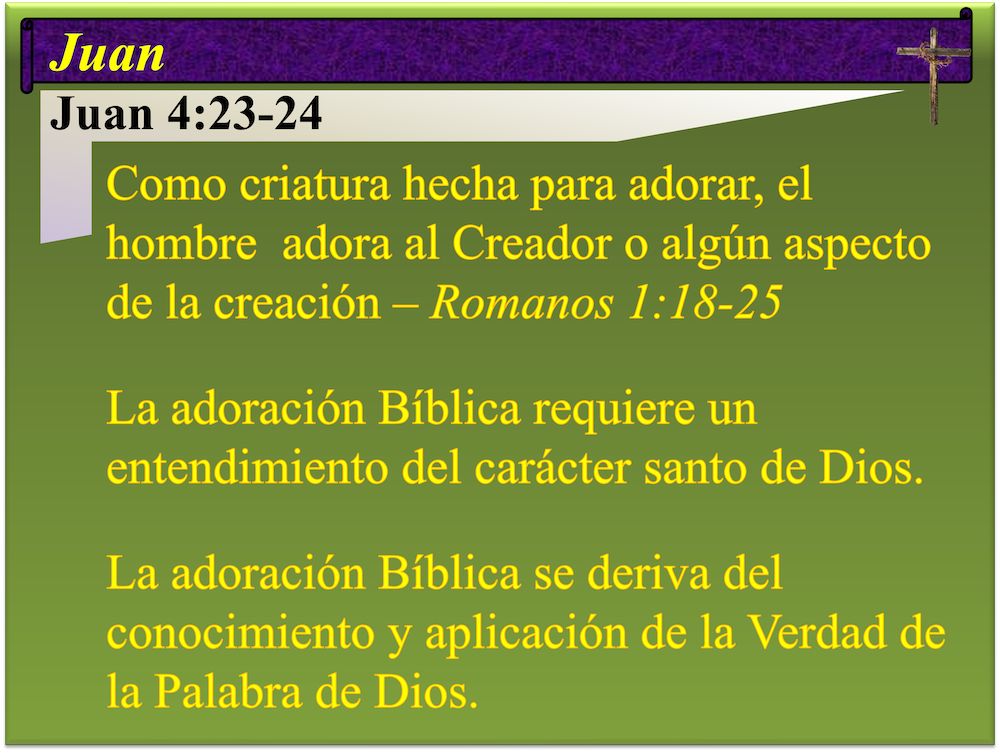 Juan
Juan 4:23-24
Como criatura hecha para adorar, el
hombre  adora al Creador o algún aspecto
de la creación – Romanos 1:18-25
La adoración Bíblica requiere un
entendimiento del carácter santo de Dios.
La adoración Bíblica se deriva del
conocimiento y aplicación de la Verdad de
la Palabra de Dios.